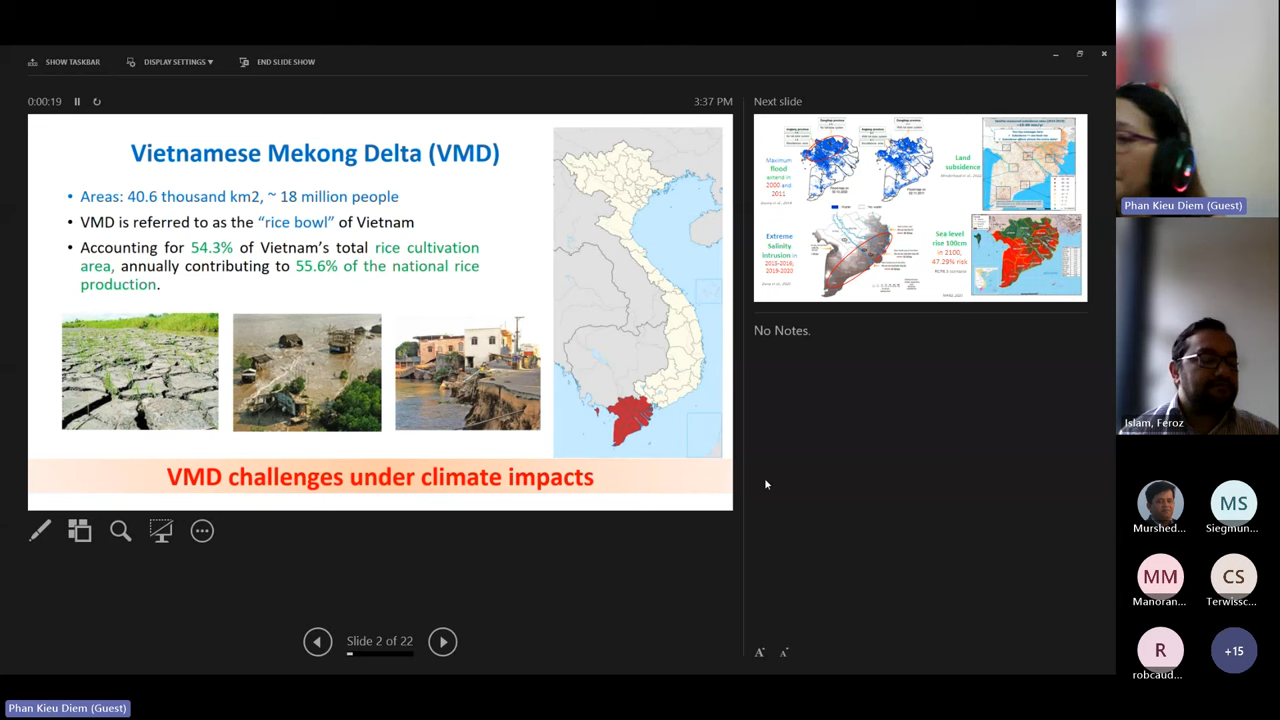 SHOW TASKBAR
DISPLAY SETTINGS ▾
END SLIDE SHOW
0:00:19
3:37 PM
Vietnamese Mekong Delta (VMD)
• Areas: 40.6 thousand km2, ~ 18 million people
• VMD is referred to as the “rice bowl” of Vietnam
• Accounting for 54.3% of Vietnam’s total rice cultivation
area, annually contributing to 55.6% of the national rice
production.
VMD challenges under climate impacts
Slide 2 of 22
Next slide
Maximum
flood
extend in
2000 and
2011
Land
subsidence
Extreme
Salinity
intrusion in
2015-2016,
2019-2020
Sea level
rise 100cm
in 2100,
47.29% risk
No Notes.
Phan Kieu Diem (Guest)
Islam, Feroz
Murshed...
MS
Siegmun...
MM
Manoran...
CS
Terwissc...
R
robcaud...
+15
Phan Kieu Diem (Guest)